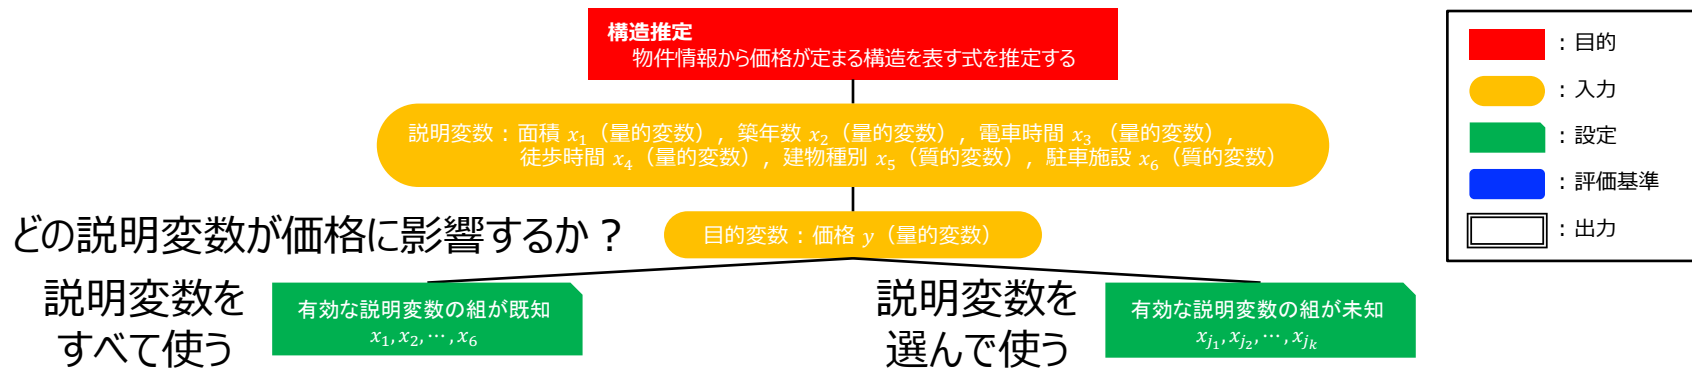 構造推定
物件情報から価格が定まる構造を表す式を推定する
説明変数：面積 x₁（量的変数），築年数 x₂（量的変数），電車時間 x₃（量的変数），
徒歩時間 x₄（量的変数），建物種別 x₅（質的変数），駐車施設 x₆（質的変数）
どの説明変数が価格に影響するか？
目的変数：価格 y（量的変数）
説明変数を
すべて使う
有効な説明変数の組が既知
x₁, x₂, ⋯, x₆
説明変数を
選んで使う
有効な説明変数の組が未知
x_{j₁}, x_{j₂}, ⋯, x_{jₖ}
：目的
：入力
：設定
：評価基準
：出力